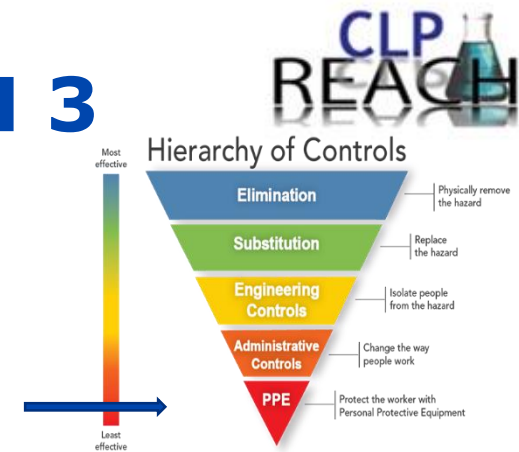 CLP
REACH
3
Hierarchy of Controls
Most
effective
Elimination
Physically remove
the hazard
Substitution
Replace
the hazard
Engineering
Controls
Isolate people
from the hazard
Administrative
Controls
Change the way
people work
PPE
Protect the worker with
Personal Protective Equipment
Least
effective